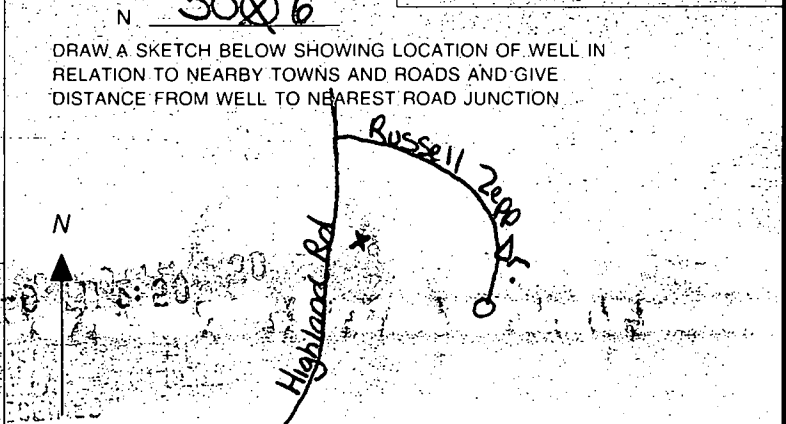 N
DRAW A SKETCH BELOW SHOWING LOCATION OF WELL IN
RELATION TO NEARBY TOWNS AND ROADS AND GIVE
DISTANCE FROM WELL TO NEAREST ROAD JUNCTION
Russell Zepp Dr.
N
Highland Rd